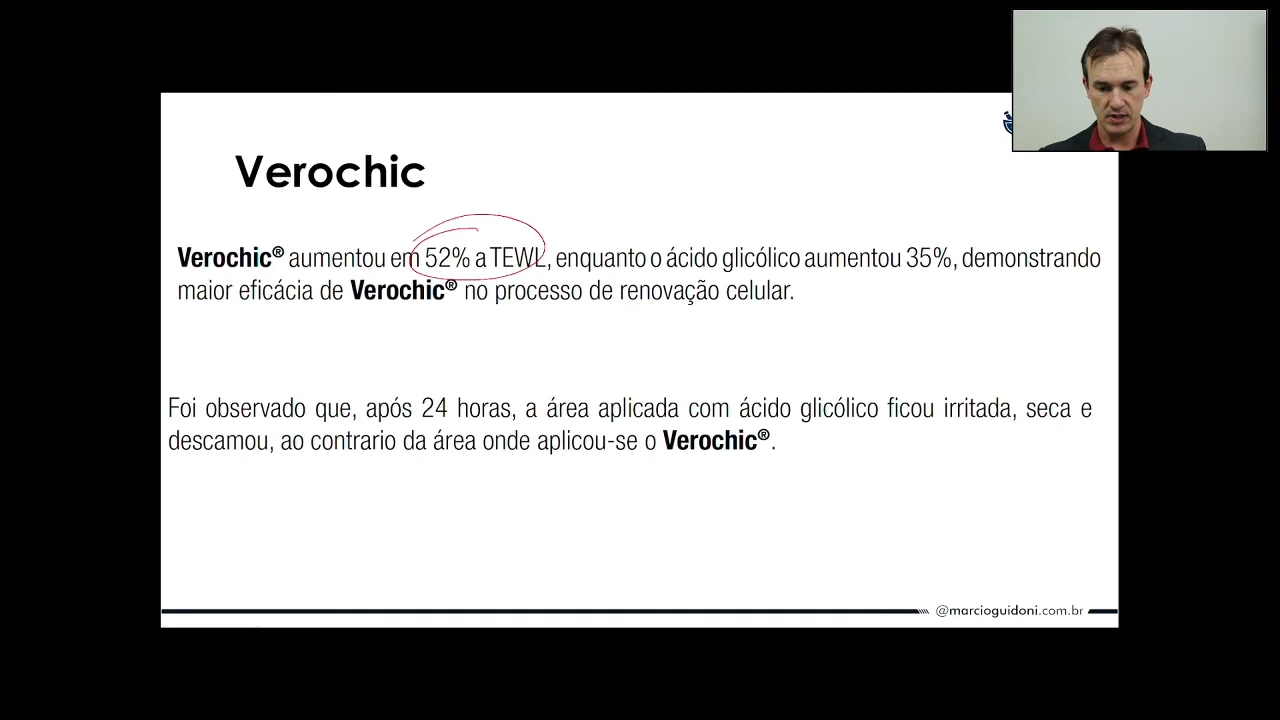 Verochic
Verochic® aumentou em 52% a TEWL, enquanto o ácido glicólico aumentou 35%, demonstrando
maior eficácia de Verochic® no processo de renovação celular.
Foi observado que, após 24 horas, a área aplicada com ácido glicólico ficou irritada, seca e
descamou, ao contrario da área onde aplicou-se o Verochic®.
@marcioguidoni.com.br